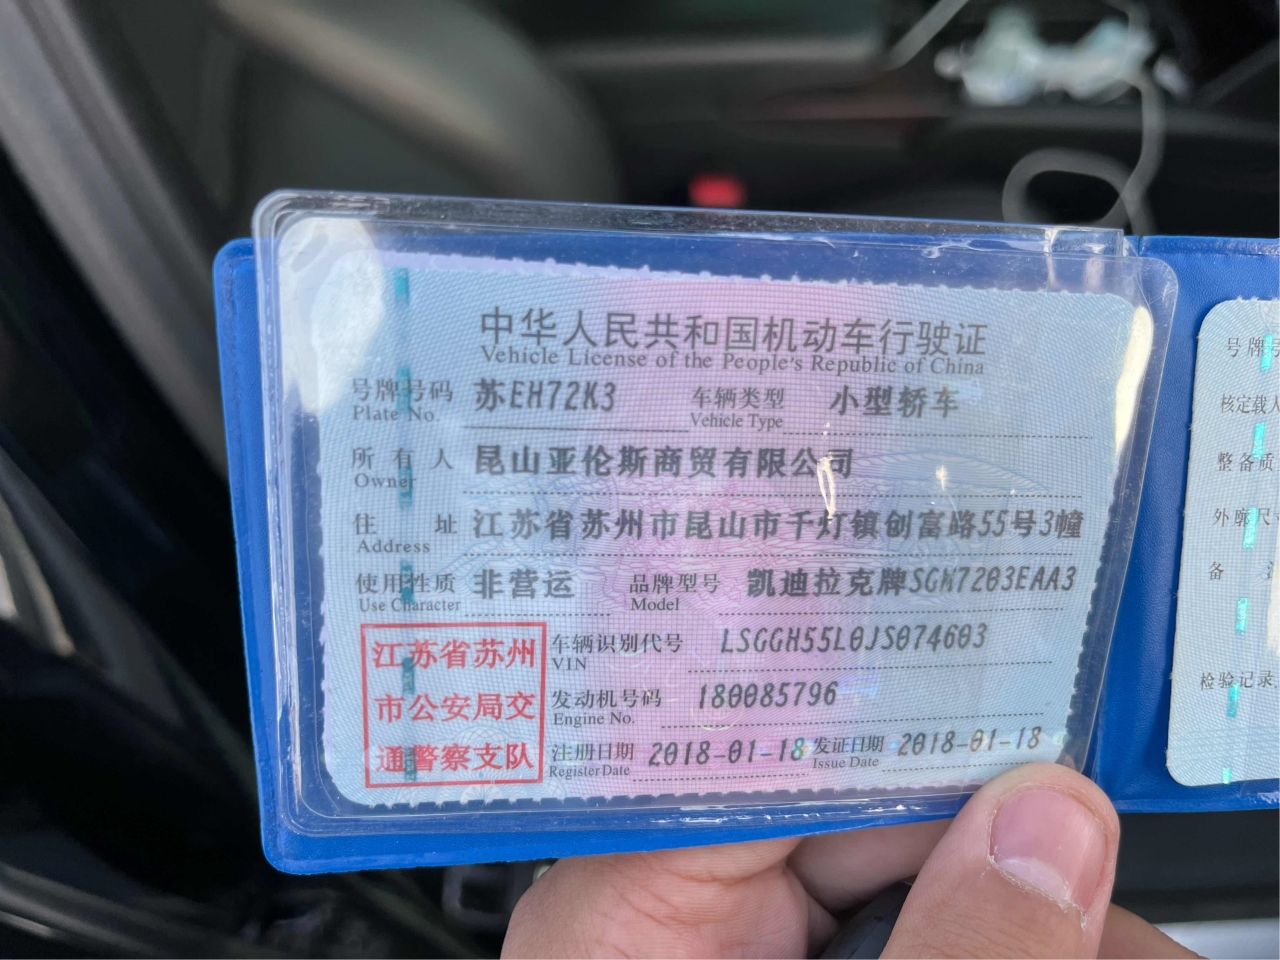 中华人民共和国机动车行驶证
Vehicle License of the People's Republic of China
号牌号码 苏EH72K3 车辆类型 小型轿车
Plate No. Vehicle Type
所有人 昆山亚伦斯商贸有限公司
Owner
住址 江苏省苏州市昆山市千灯镇创富路55号3幢
Address
使用性质 非营运 品牌型号 凯迪拉克牌SGM7203EAA3
Use Character Model
江苏省苏州
市公安局交
通警察支队
车辆识别代号 LSGGH55L0JS074603
VIN
发动机号码 180085796
Engine No.
注册日期 2018-01-18 发证日期 2018-01-18
Register Date Issue Date
号牌号
核定载人
整备质
外廓尺
备
检验记录